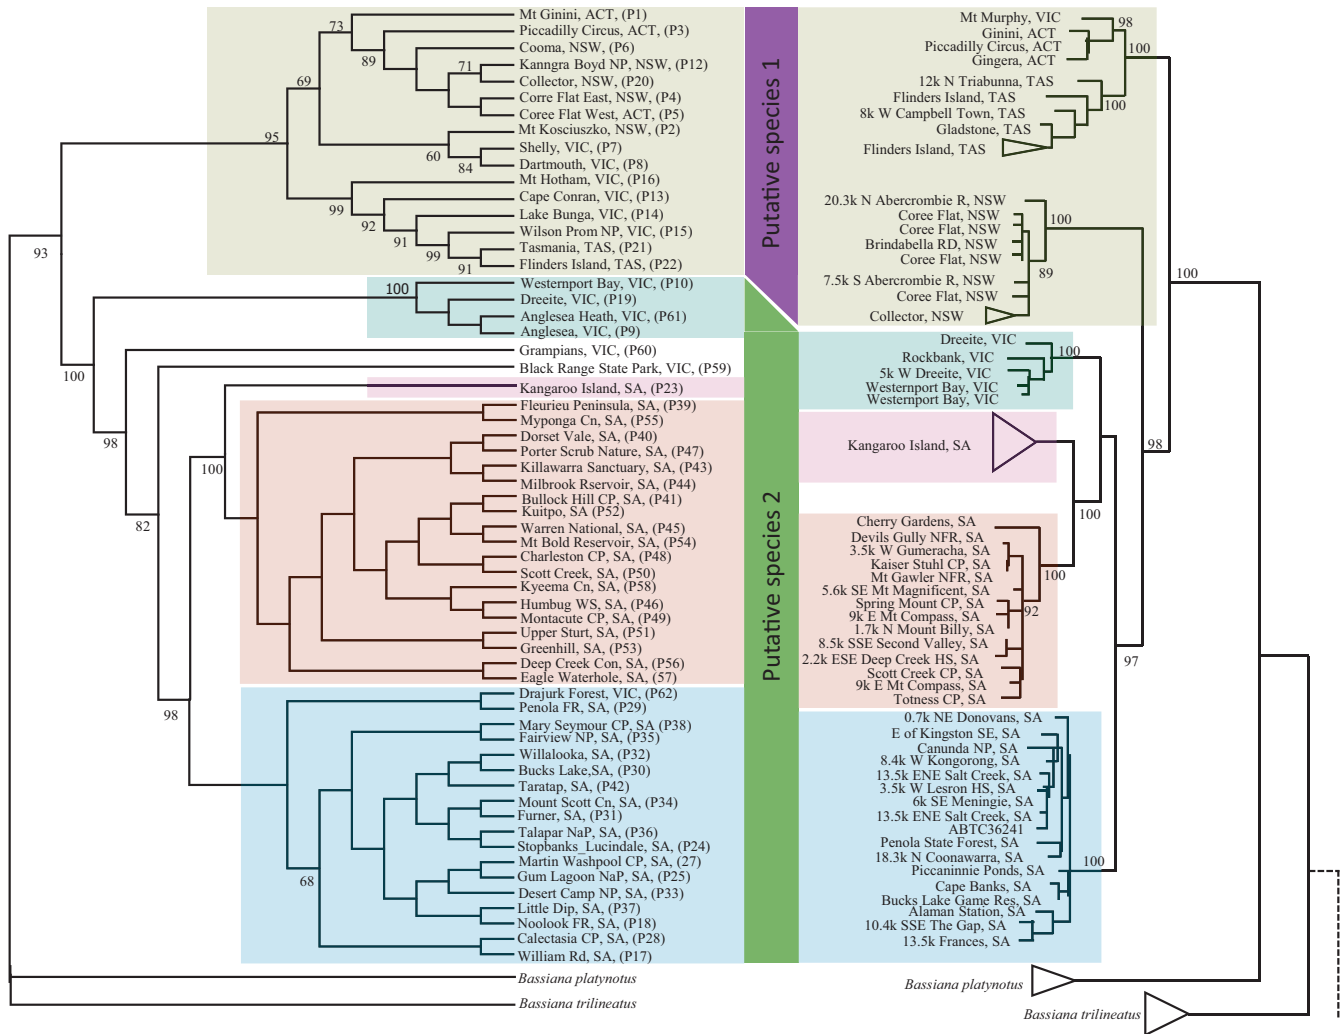 Mt Ginini, ACT, (P1)
Piccadilly Circus, ACT, (P3)
Cooma, NSW, (P6)
Kanngra Boyd NP, NSW, (P12)
Collector, NSW, (P20)
Corre Flat East, NSW, (P4)
Coree Flat West, ACT, (P5)
Mt Kosciuszko, NSW, (P2)
Shelly, VIC, (P7)
Dartmouth, VIC, (P8)
Mt Hotham, VIC, (P16)
Cape Conran, VIC, (P13)
Lake Bunga, VIC, (P14)
Wilson Prom NP, VIC, (P15)
Tasmania, TAS, (P21)
Flinders Island, TAS, (P22)
Westernport Bay, VIC, (P10)
Dreeite, VIC, (P19)
Anglesea Heath, VIC, (P61)
Anglesea, VIC, (P9)
Grampians, VIC, (P60)
Black Range State Park, VIC, (P59)
Kangaroo Island, SA, (P23)
Fleurieu Peninsula, SA, (P39)
Myponga Cn, SA, (P55)
Dorset Vale, SA, (P40)
Porter Scrub Nature, SA, (P47)
Killawarra Sanctuary, SA, (P43)
Milbrook Rservoir, SA, (P44)
Bullock Hill CP, SA, (P41)
Kuitpo, SA (P52)
Warren National, SA, (P45)
Mt Bold Reservoir, SA, (P54)
Charleston CP, SA, (P48)
Scott Creek, SA, (P50)
Kyeema Cn, SA, (P58)
Humbug WS, SA, (P46)
Montacute CP, SA, (P49)
Upper Sturt, SA, (P51)
Greenhill, SA, (P53)
Deep Creek Con, SA, (P56)
Eagle Waterhole, SA, (57)
Drajurk Forest, VIC, (P62)
Penola FR, SA, (P29)
Mary Seymour CP, SA, (P38)
Fairview NP, SA, (P35)
Willalooka, SA, (P32)
Bucks Lake,SA, (P30)
Taratap, SA, (P42)
Mount Scott Cn, SA, (P34)
Furner, SA, (P31)
Talapar NaP, SA, (P36)
Stopbanks_Lucindale, SA, (P24)
Martin Washpool CP, SA, (27)
Gum Lagoon NaP, SA, (P25)
Desert Camp NP, SA, (P33)
Little Dip, SA, (P37)
Noolook FR, SA, (P18)
Calectasia CP, SA, (P28)
William Rd, SA, (P17)
Bassiana platynotus
Bassiana trilineatus
73
89
71
69
95
60
84
99
92
91
99
91
93
100
100
98
82
100
98
68
Putative species 1
Putative species 2
Mt Murphy, VIC
Ginini, ACT
Piccadilly Circus, ACT
Gingera, ACT
12k N Triabunna, TAS
Flinders Island, TAS
8k W Campbell Town, TAS
Gladstone, TAS
Flinders Island, TAS
20.3k N Abercrombie R, NSW
Coree Flat, NSW
Coree Flat, NSW
Brindabella RD, NSW
Coree Flat, NSW
7.5k S Abercrombie R, NSW
Coree Flat, NSW
Collector, NSW
Dreeite, VIC
Rockbank, VIC
5k W Dreeite, VIC
Westernport Bay, VIC
Westernport Bay, VIC
Kangaroo Island, SA
Cherry Gardens, SA
Devils Gully NFR, SA
3.5k W Gumeracha, SA
Kaiser Stuhl CP, SA
Mt Gawler NFR, SA
5.6k SE Mt Magnificent, SA
Spring Mount CP, SA
9k E Mt Compass, SA
1.7k N Mount Billy, SA
8.5k SSE Second Valley, SA
2.2k ESE Deep Creek HS, SA
Scott Creek CP, SA
9k E Mt Compass, SA
Totness CP, SA
0.7k NE Donovans, SA
E of Kingston SE, SA
Canunda NP, SA
8.4k W Kongorong, SA
13.5k ENE Salt Creek, SA
3.5k W Lesron HS, SA
6k SE Meningie, SA
13.5k ENE Salt Creek, SA
ABTC36241
Penola State Forest, SA
18.3k N Coonawarra, SA
Piccaninnie Ponds, SA
Cape Banks, SA
Bucks Lake Game Res, SA
Alaman Station, SA
10.4k SSE The Gap, SA
13.5k Frances, SA
Bassiana platynotus
Bassiana trilineatus
98
100
100
100
89
100
100
98
100
100
92
97
100